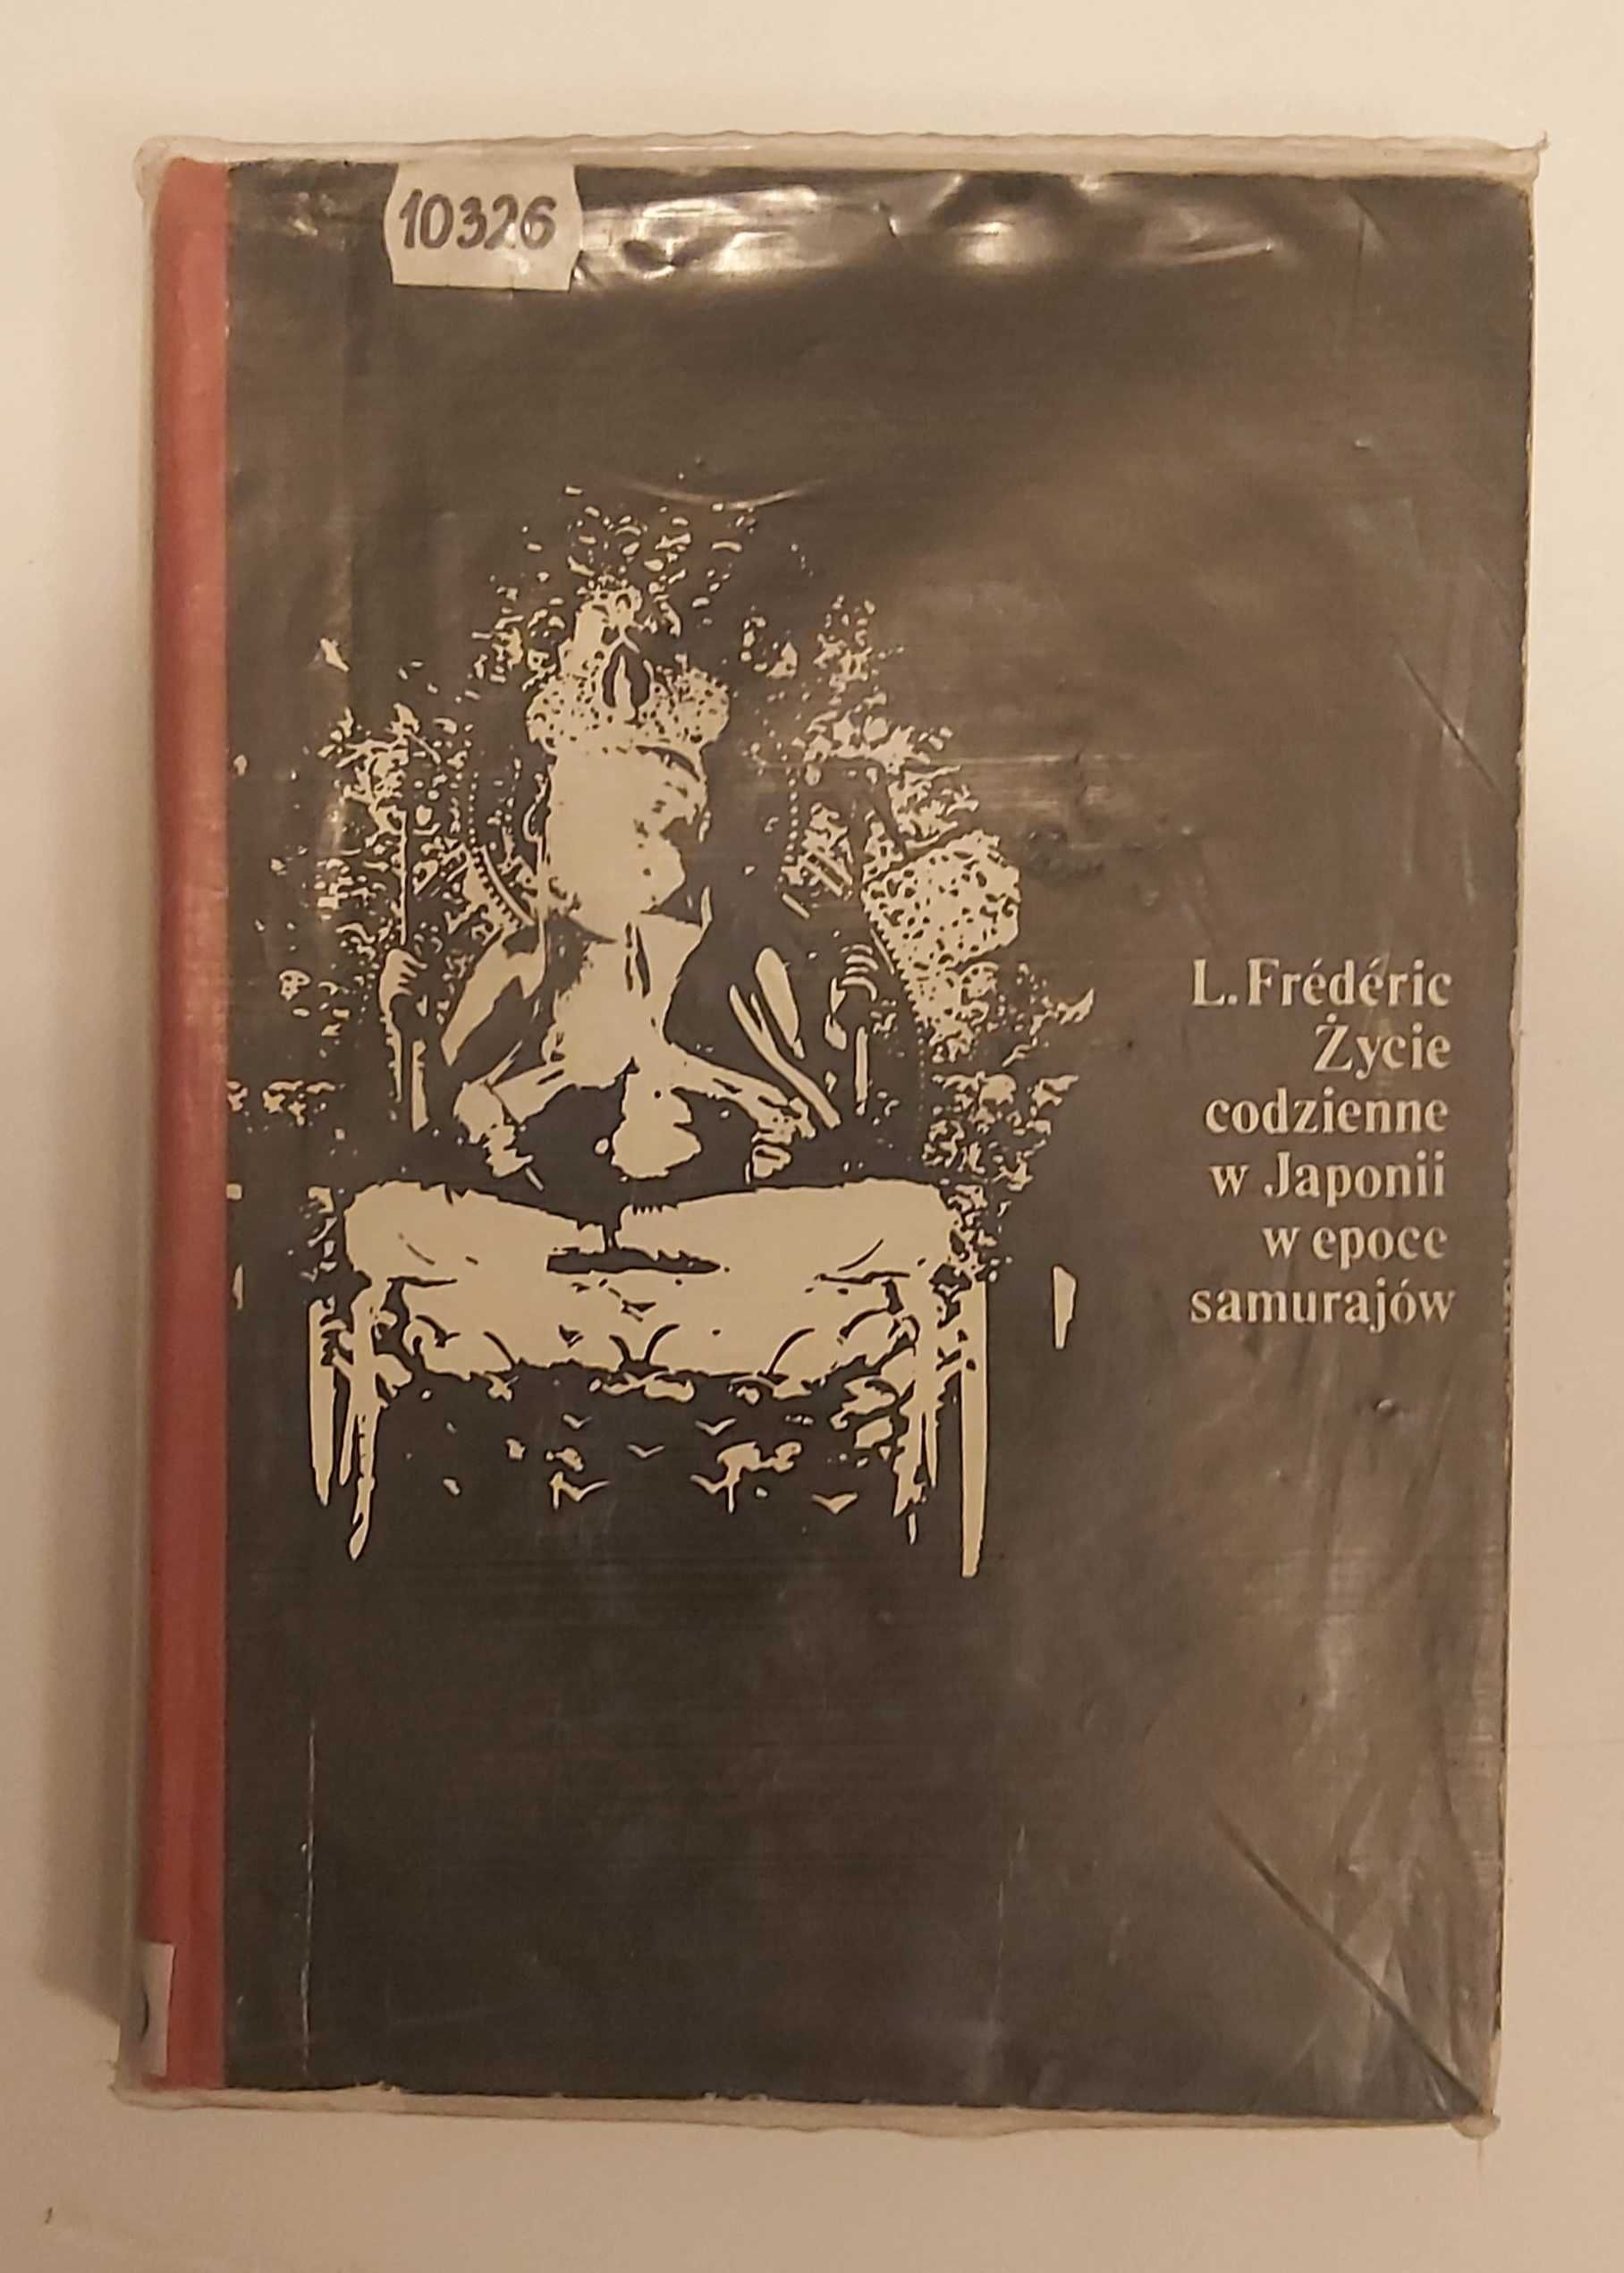 10326
L. Frédéric
Życie
codzienne
w Japonii
w epoce
samurajów